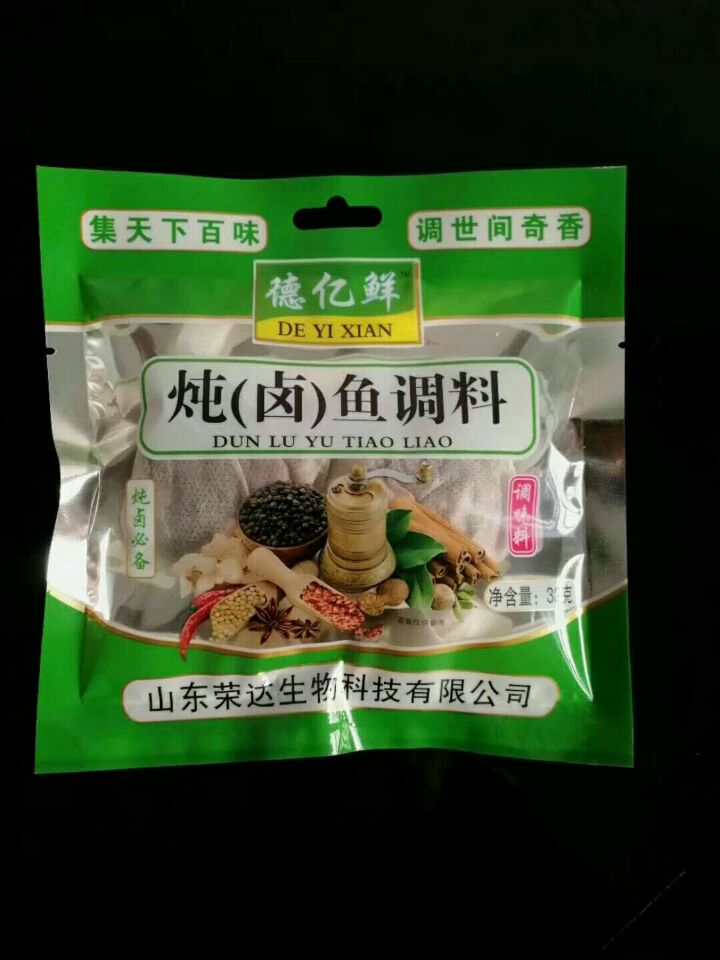 集天下百味
调世间奇香
德亿鲜
DE YI XIAN
炖(卤)鱼调料
DUN LU YU TIAO LIAO
炖卤必备
调味料
净含量：
克
山东荣达生物科技有限公司